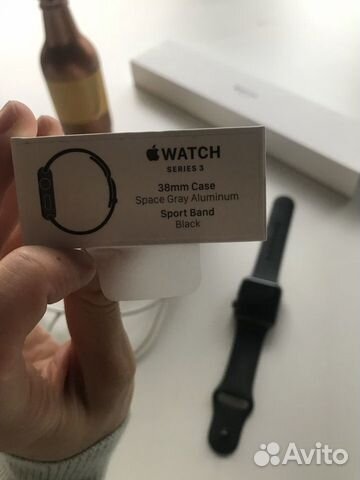 WATCH
SERIES 3
38mm Case
Space Gray Aluminum
Sport Band
Black
Avito